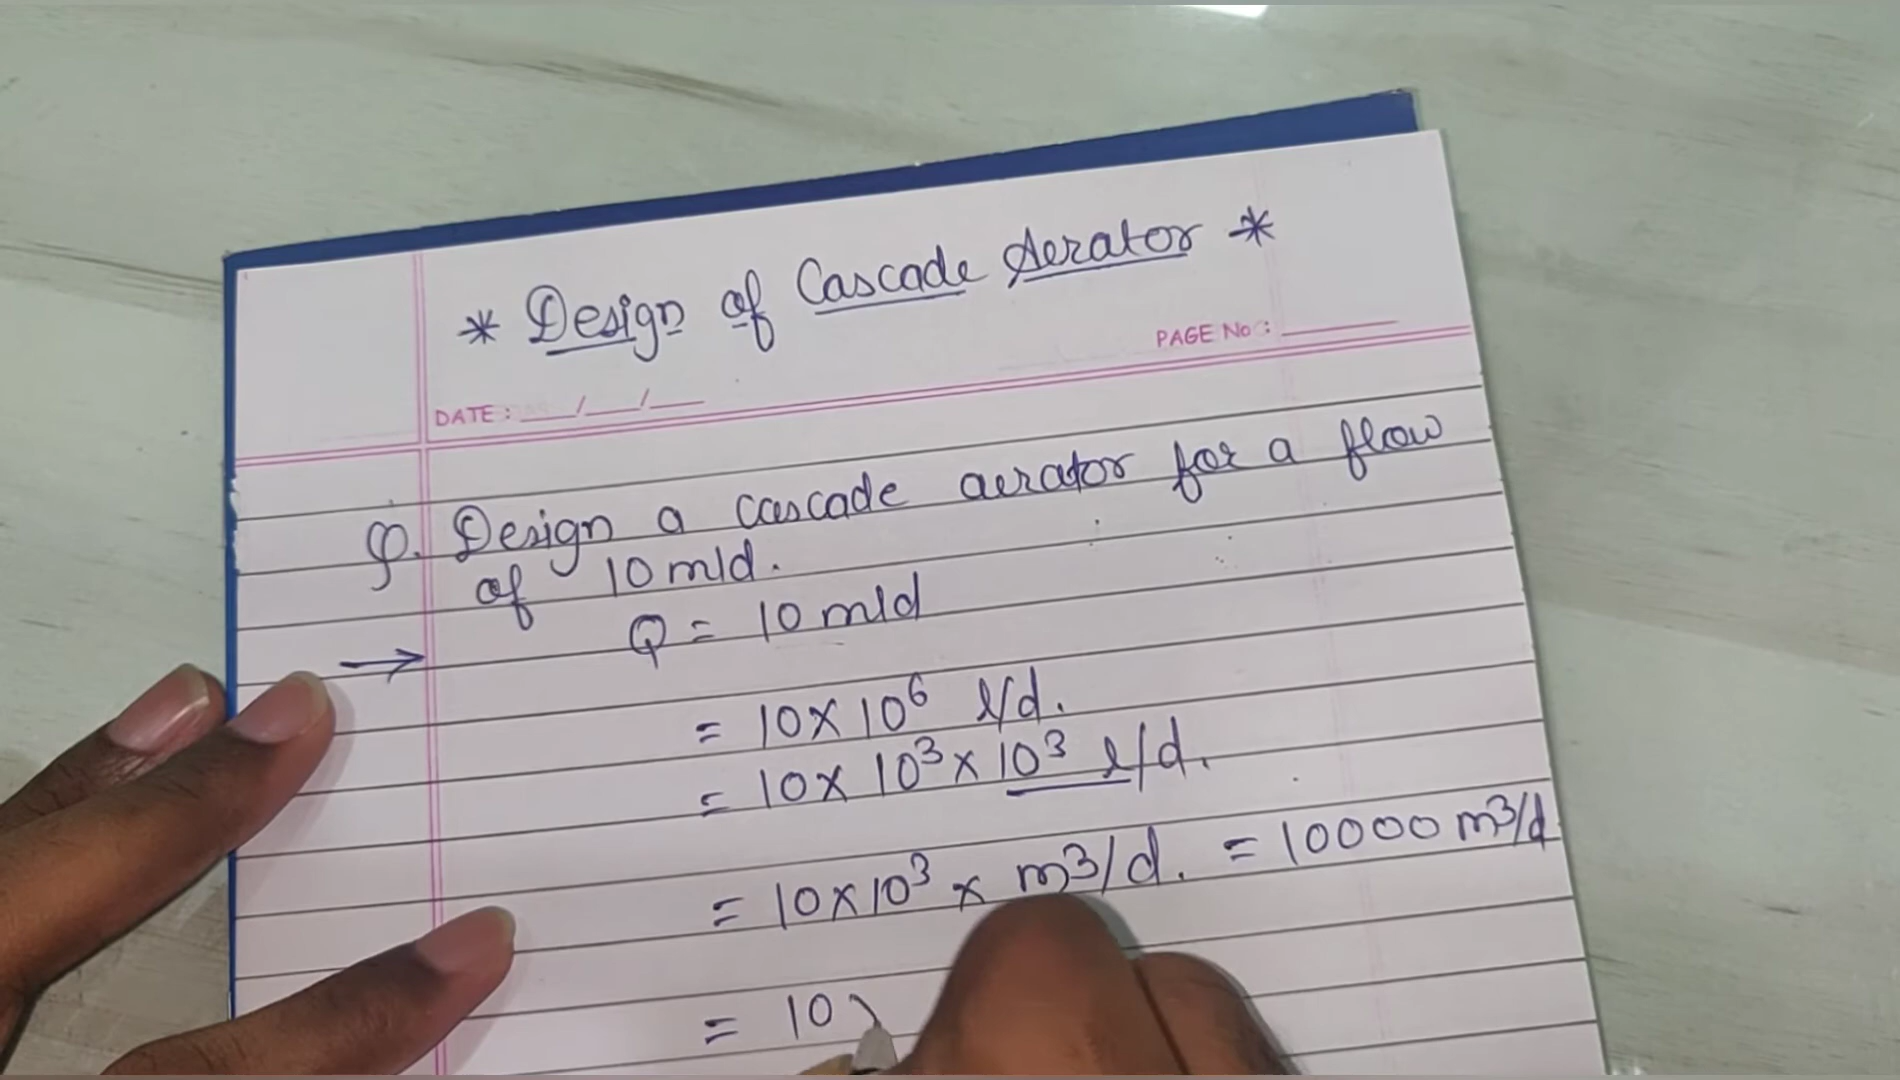 * Design of Cascade Aerator *
PAGE No :
DATE : / /
Q. Design a cascade aerator for a flow
of 10 mld.
→ Q = 10 mld
= 10 × 10⁶ l/d.
= 10 × 10³ × 10³ l/d.
= 10 × 10³ × m³/d. = 10000 m³/d
= 10